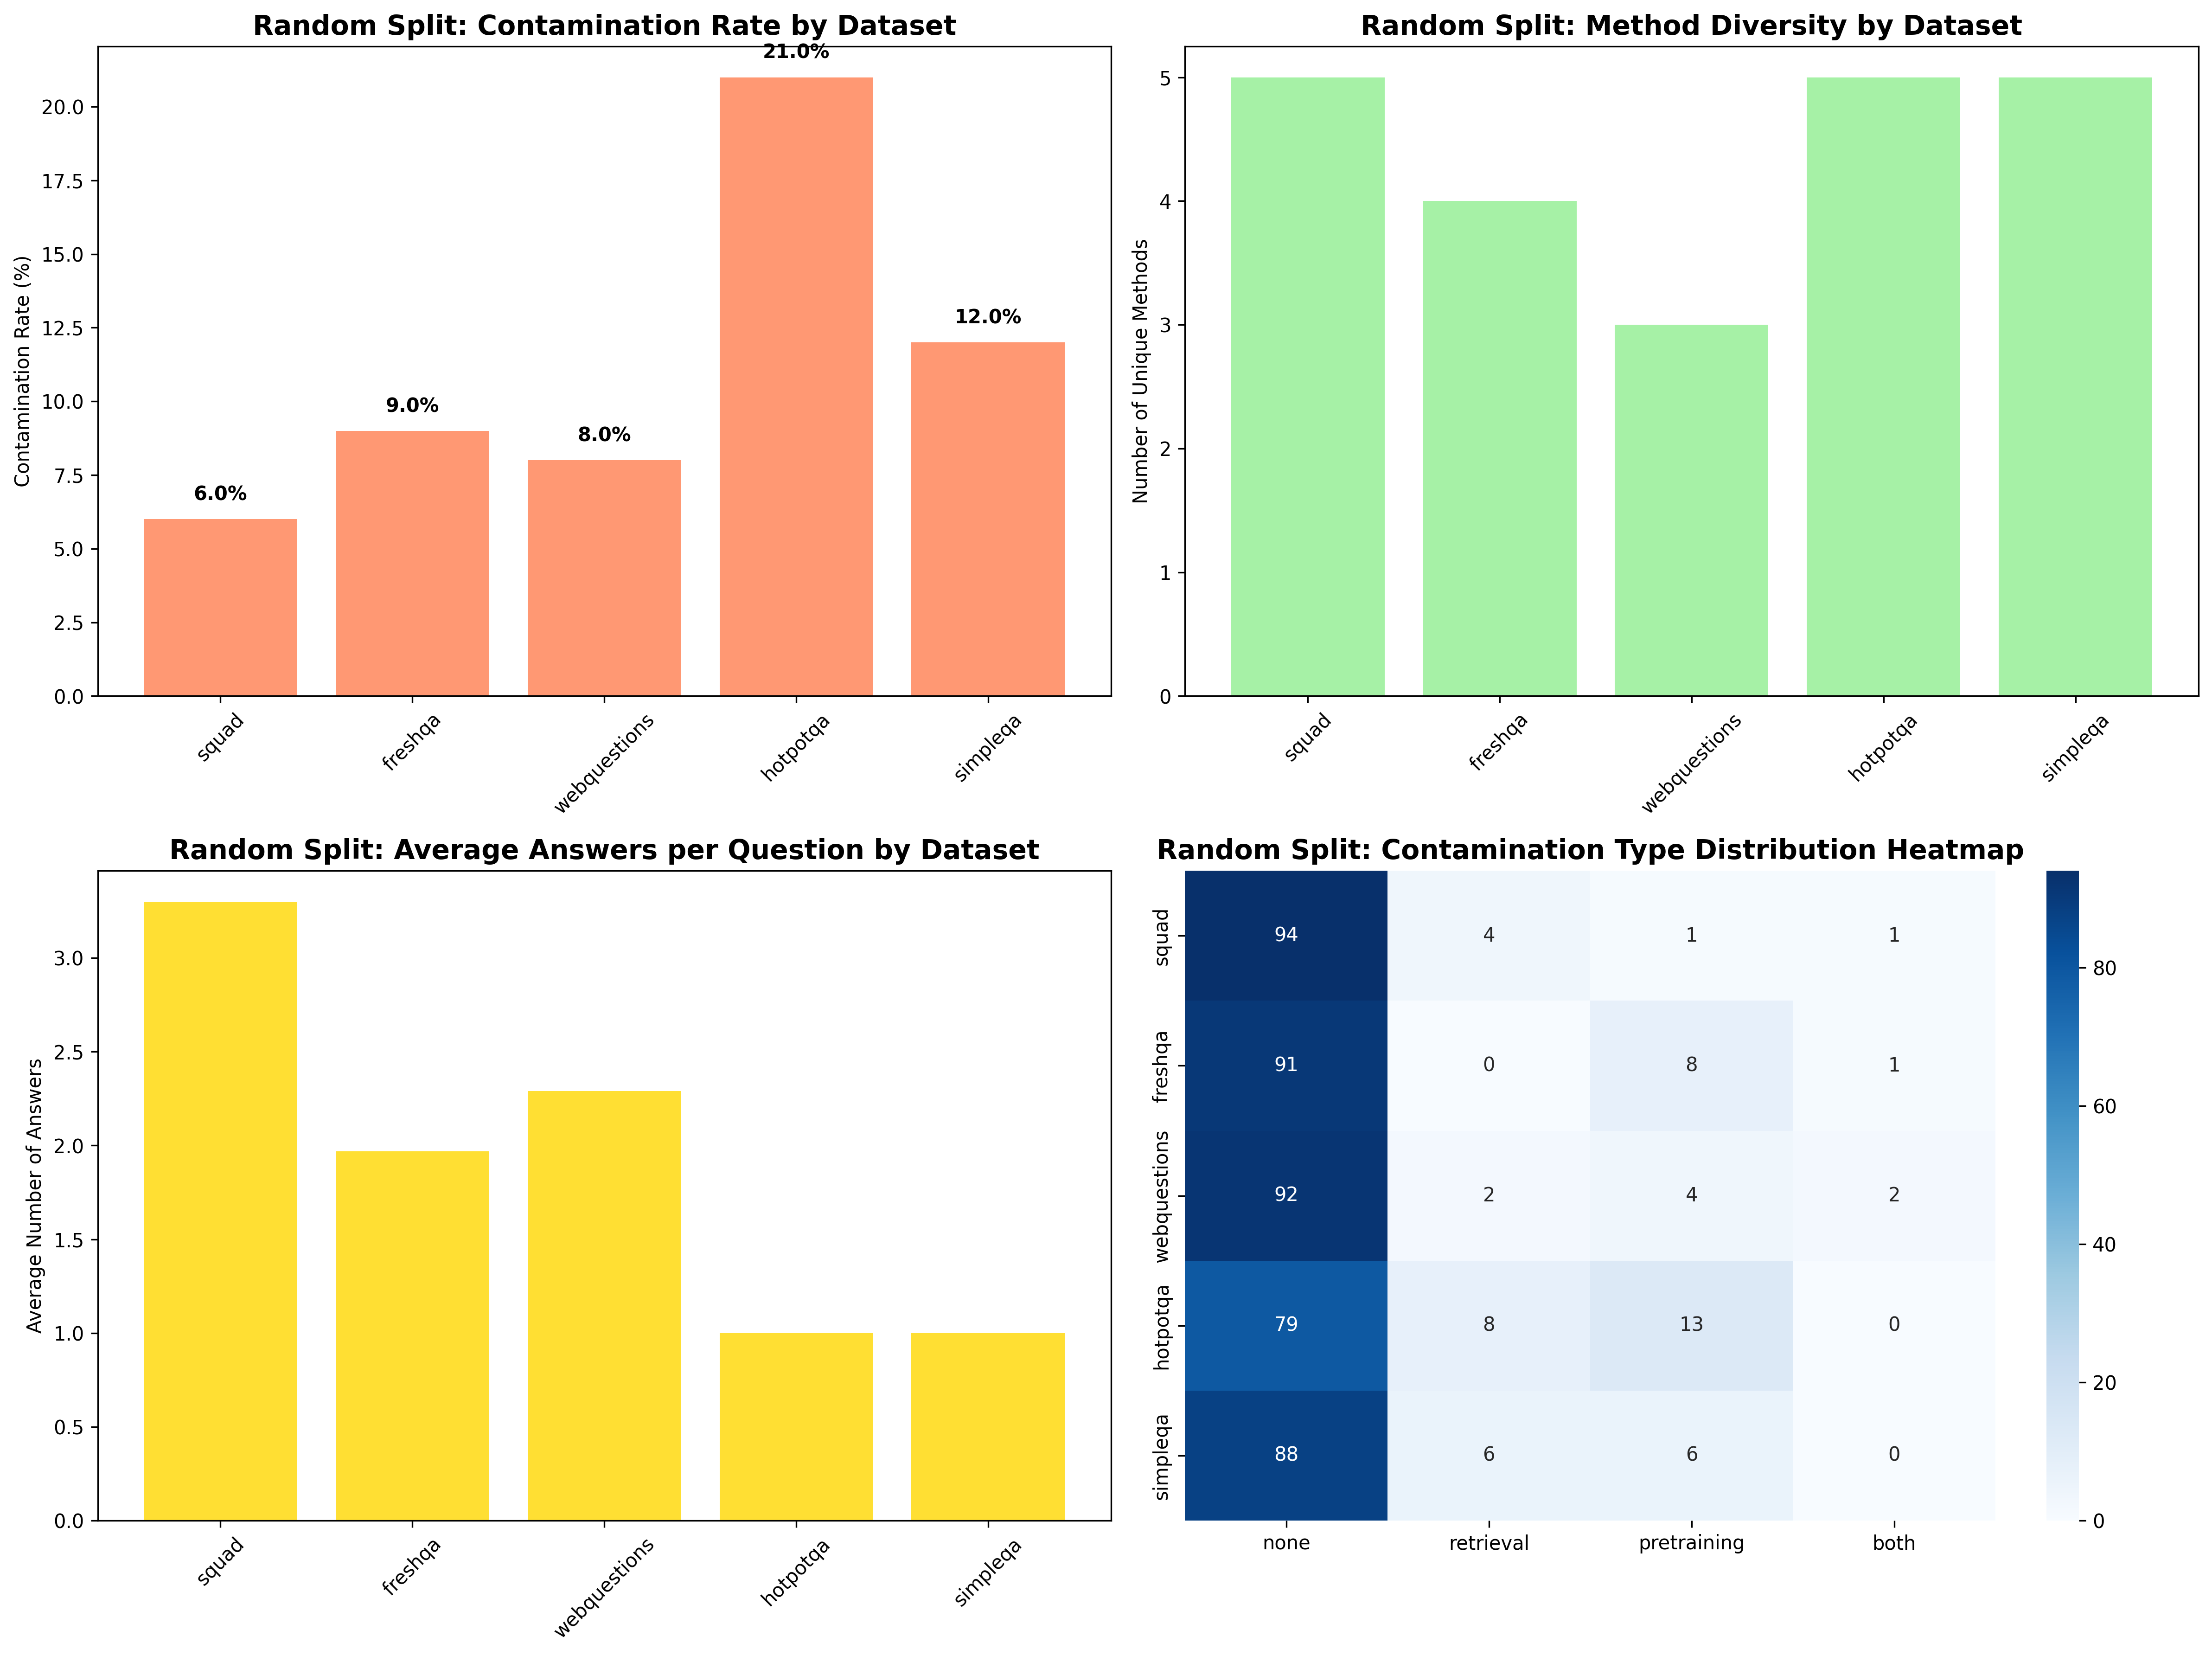 Random Split: Contamination Rate by Dataset
Contamination Rate (%)
20.0
17.5
15.0
12.5
10.0
7.5
5.0
2.5
0.0
6.0%
9.0%
8.0%
21.0%
12.0%
squad
freshqa
webquestions
hotpotqa
simpleqa
Random Split: Method Diversity by Dataset
Number of Unique Methods
5
4
3
2
1
0
squad
freshqa
webquestions
hotpotqa
simpleqa
Random Split: Average Answers per Question by Dataset
Average Number of Answers
3.0
2.5
2.0
1.5
1.0
0.5
0.0
squad
freshqa
webquestions
hotpotqa
simpleqa
Random Split: Contamination Type Distribution Heatmap
squad 94 4 1 1
freshqa 91 0 8 1
webquestions 92 2 4 2
hotpotqa 79 8 13 0
simpleqa 88 6 6 0
none retrieval pretraining both
80
60
40
20
0